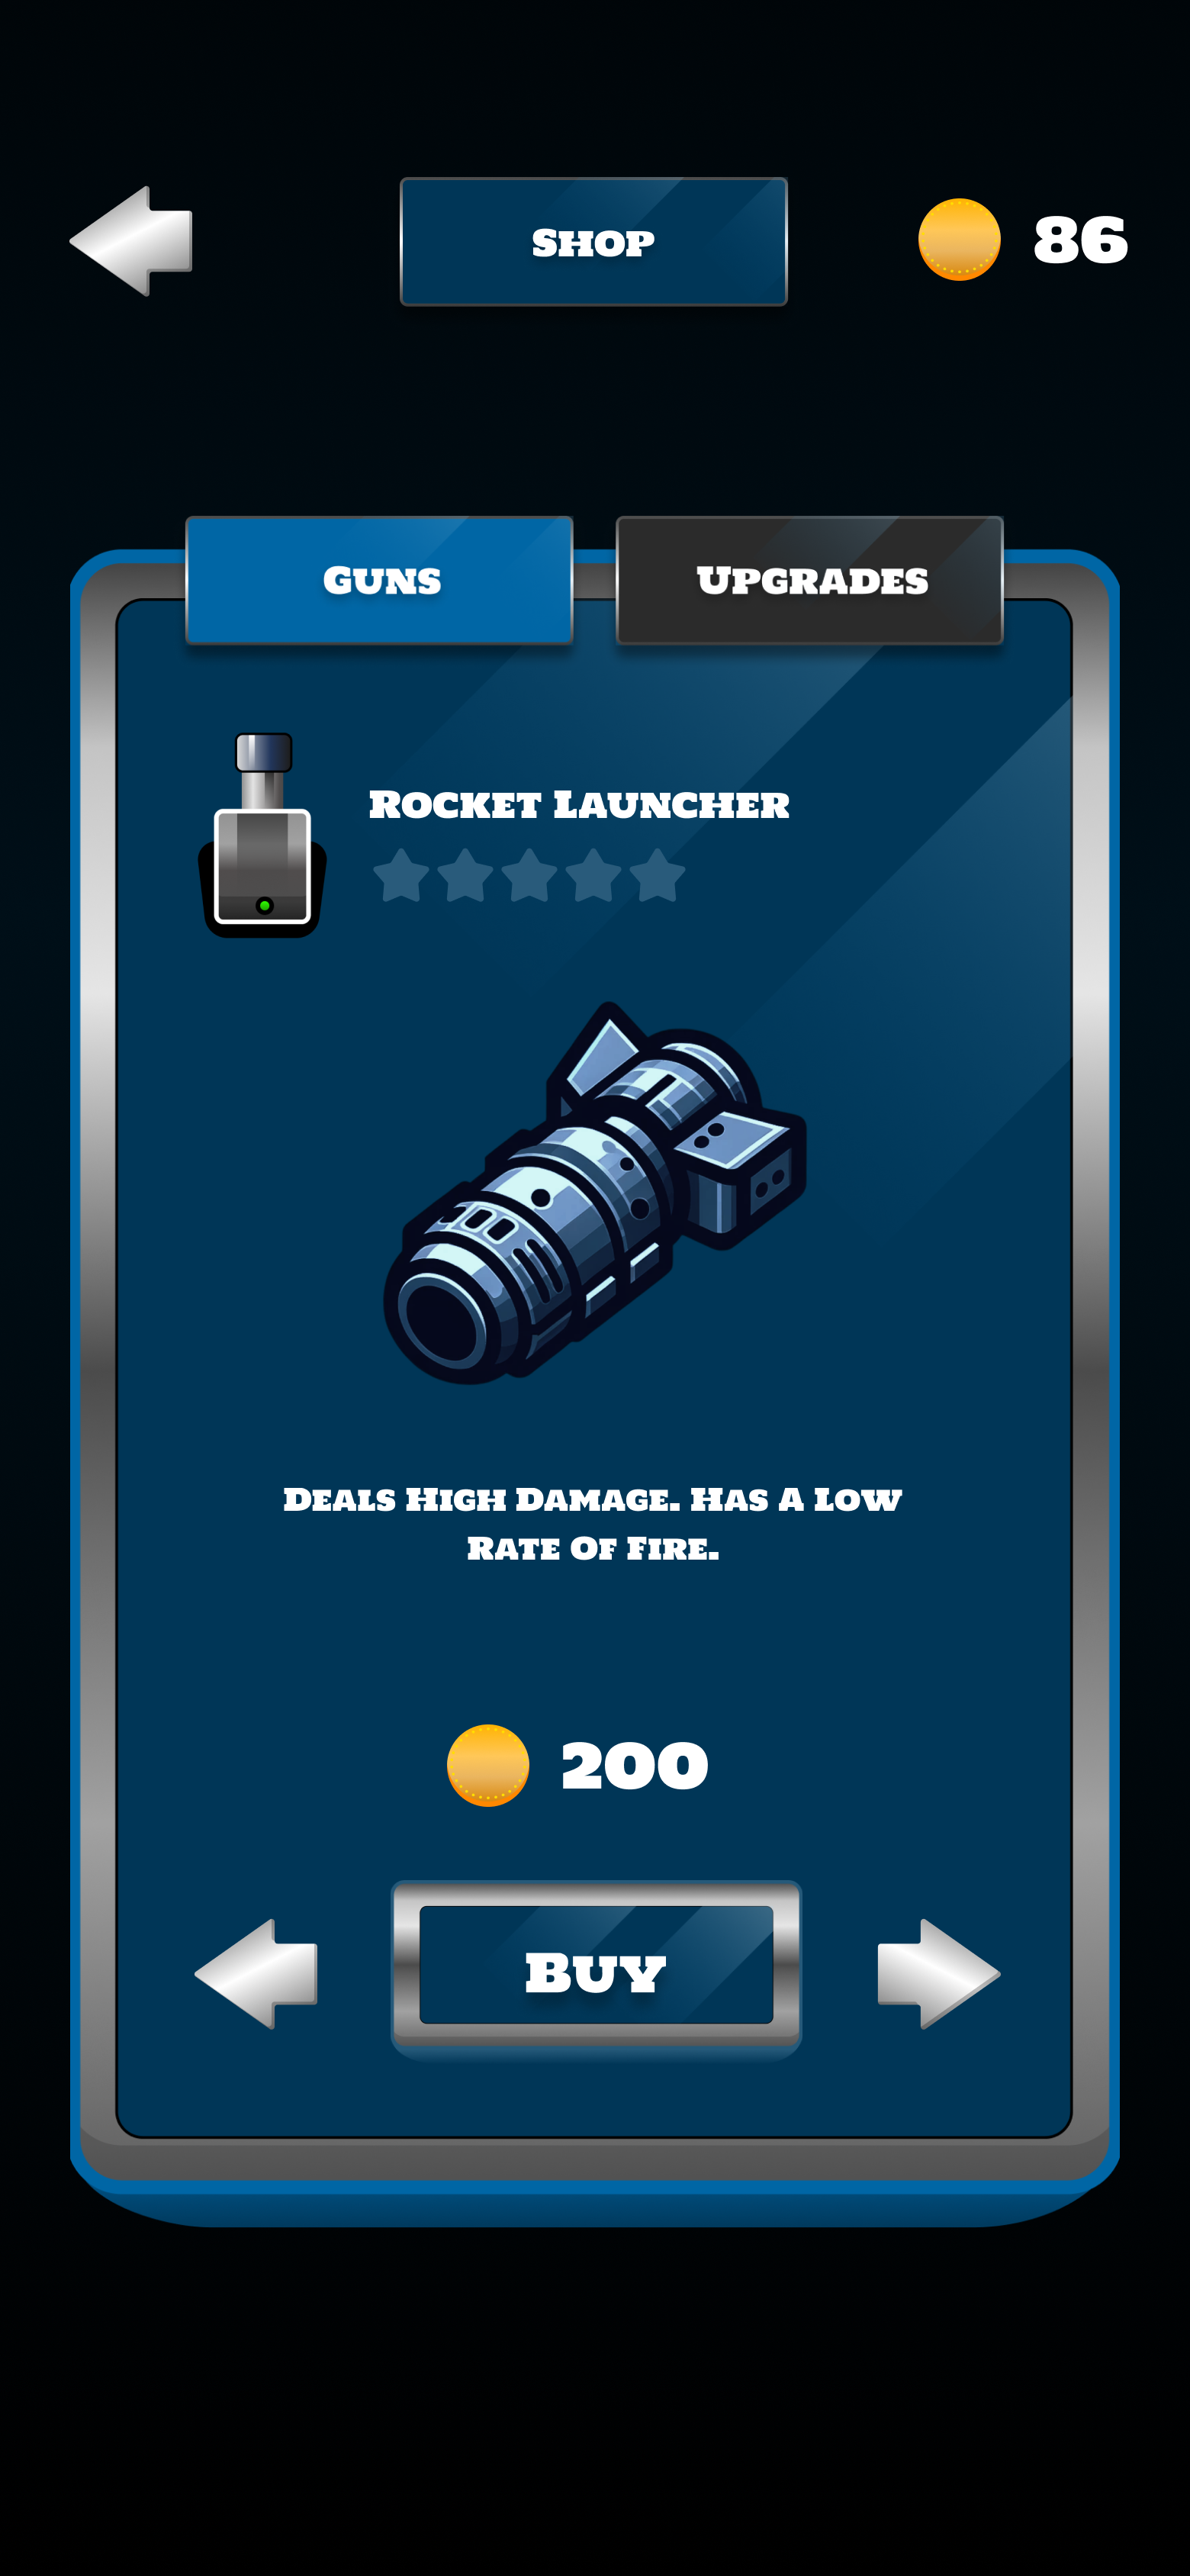 Shop
86
Guns
Upgrades
Rocket Launcher
Deals High Damage. Has A Low
Rate Of Fire.
200
Buy